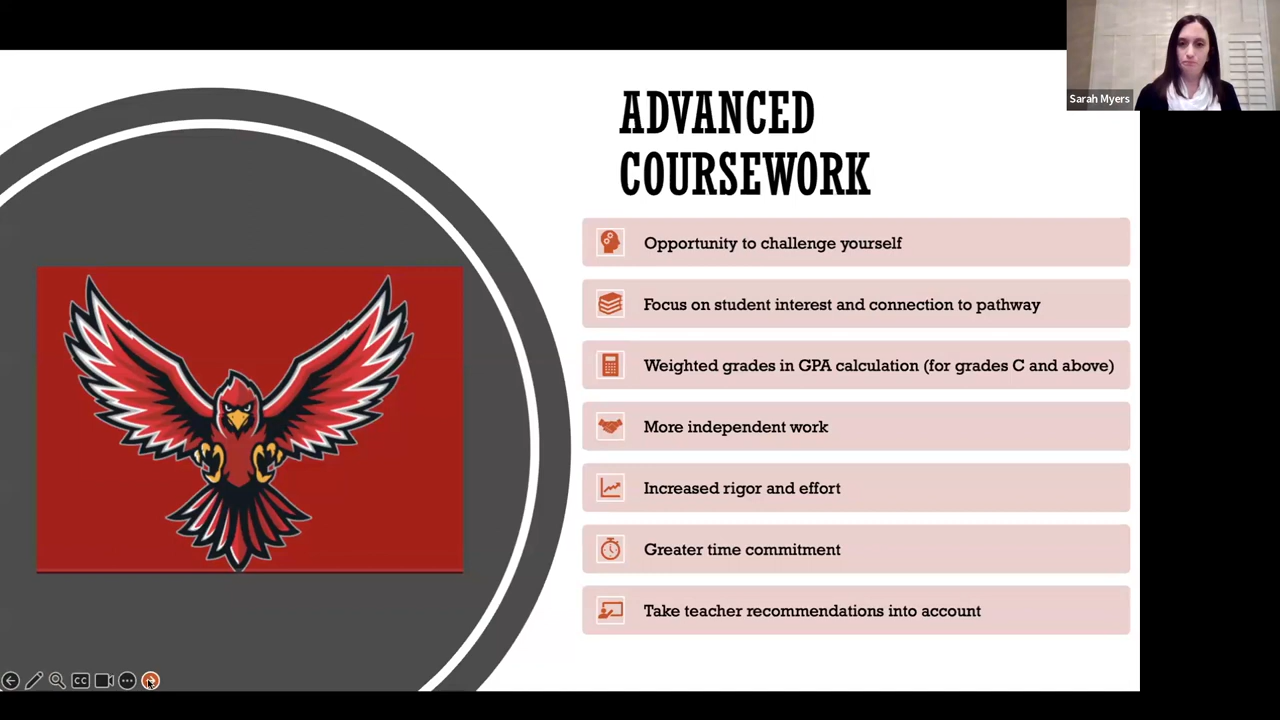 Sarah Myers
ADVANCED
COURSEWORK
Opportunity to challenge yourself
Focus on student interest and connection to pathway
Weighted grades in GPA calculation (for grades C and above)
More independent work
Increased rigor and effort
Greater time commitment
Take teacher recommendations into account
CC